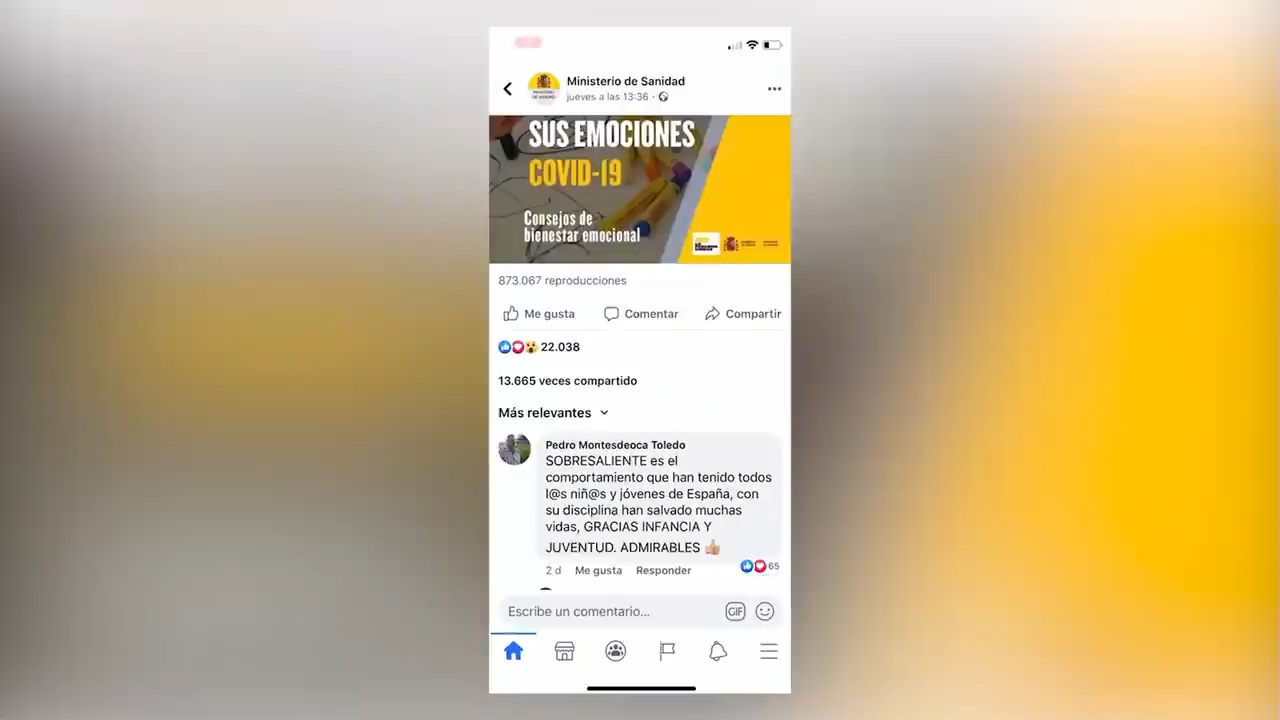 Ministerio de Sanidad
jueves a las 13:36 ·
SUS EMOCIONES
COVID-19
Consejos de
bienestar emocional
873.067 reproducciones
Me gusta Comentar Compartir
22.038
13.665 veces compartido
Más relevantes
Pedro Montesdeoca Toledo
SOBRESALIENTE es el
comportamiento que han tenido todos
l@s niñ@s y jóvenes de España, con
su disciplina han salvado muchas
vidas, GRACIAS INFANCIA Y
JUVENTUD. ADMIRABLES
2 d Me gusta Responder 65
Escribe un comentario... GIF